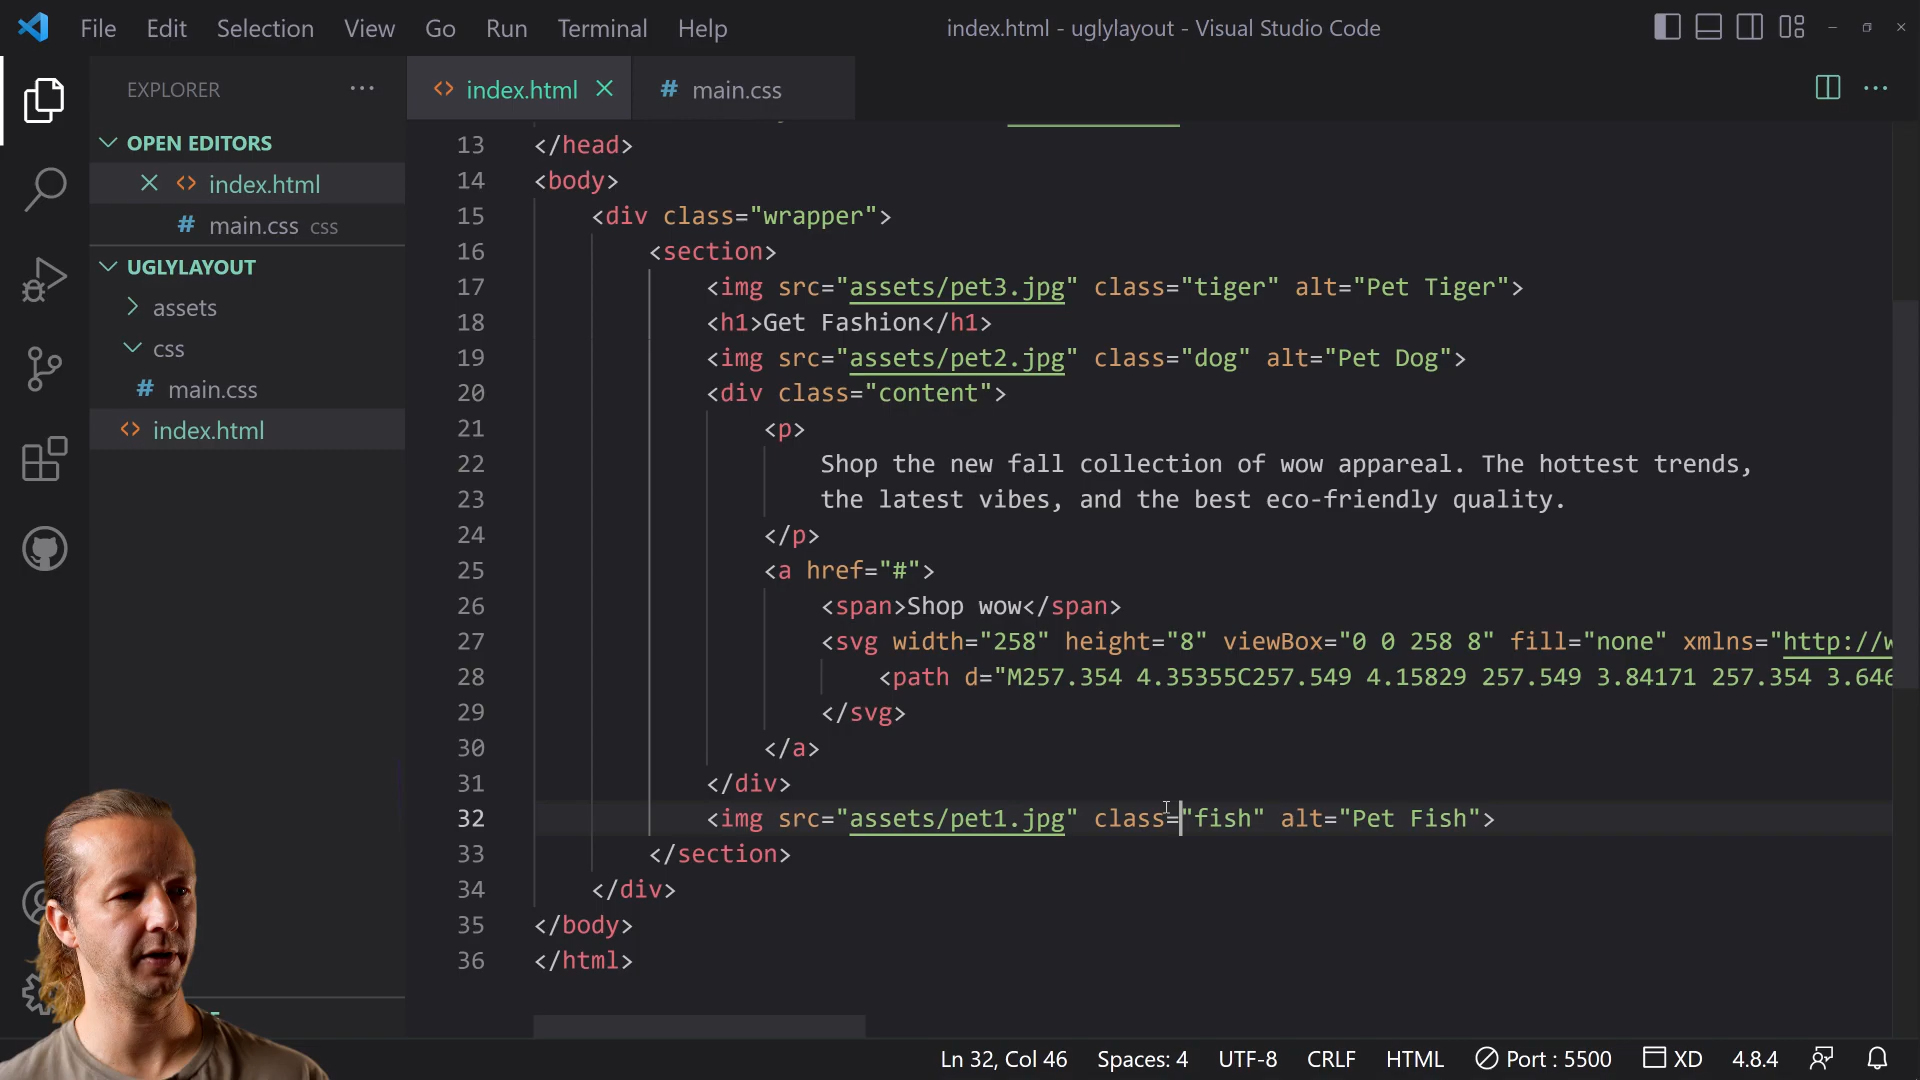 File Edit Selection View Go Run Terminal Help
index.html - uglylayout - Visual Studio Code
EXPLORER
index.html
main.css
OPEN EDITORS
index.html
main.css css
UGLYLAYOUT
assets
css
main.css
index.html
13 </head>
14 <body>
15 <div class="wrapper">
16 <section>
17 <img src="assets/pet3.jpg" class="tiger" alt="Pet Tiger">
18 <h1>Get Fashion</h1>
19 <img src="assets/pet2.jpg" class="dog" alt="Pet Dog">
20 <div class="content">
21 <p>
22 Shop the new fall collection of wow appareal. The hottest trends,
23 the latest vibes, and the best eco-friendly quality.
24 </p>
25 <a href="#">
26 <span>Shop wow</span>
27 <svg width="258" height="8" viewBox="0 0 258 8" fill="none" xmlns="http://w
28 <path d="M257.354 4.35355C257.549 4.15829 257.549 3.84171 257.354 3.646
29 </svg>
30 </a>
31 </div>
32 <img src="assets/pet1.jpg" class="fish" alt="Pet Fish">
33 </section>
34 </div>
35 </body>
36 </html>
Ln 32, Col 46 Spaces: 4 UTF-8 CRLF HTML Port : 5500 XD 4.8.4